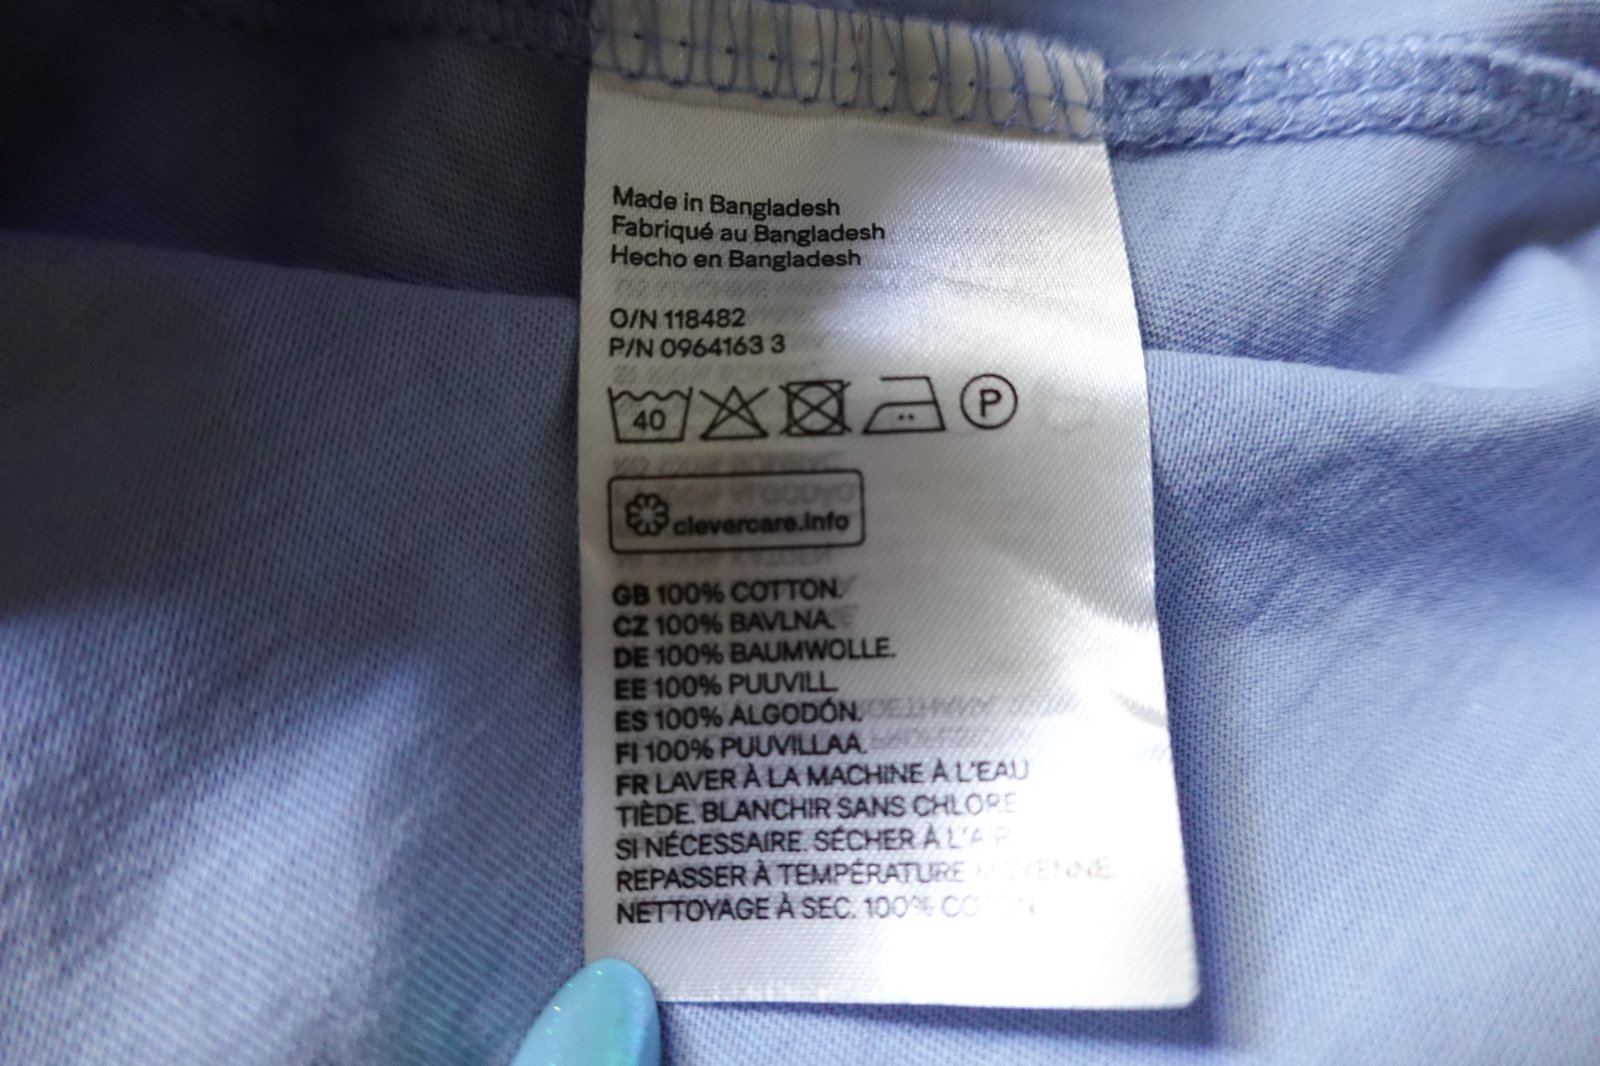 Made in Bangladesh
Fabriqué au Bangladesh
Hecho en Bangladesh
O/N 118482
P/N 0964163 3
40
P
clevercare.info
GB 100% COTTON.
CZ 100% BAVLNA.
DE 100% BAUMWOLLE.
EE 100% PUUVILL
ES 100% ALGODÓN.
FI 100% PUUVILLAA.
FR LAVER À LA MACHINE À L'EAU
TIÈDE. BLANCHIR SANS CHLORE
SI NÉCESSAIRE. SÉCHER À L'AIR
REPASSER À TEMPÉRATURE MOYENNE.
NETTOYAGE À SEC. 100% COTON